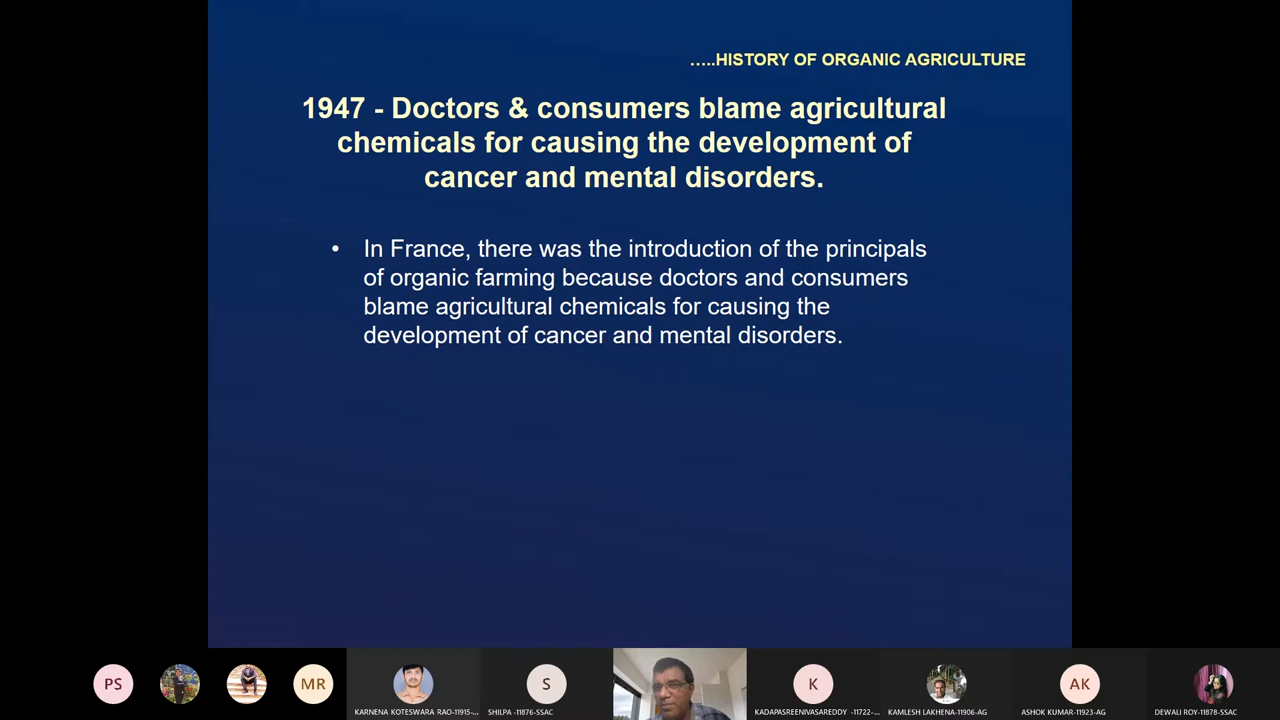 .....HISTORY OF ORGANIC AGRICULTURE
1947 - Doctors & consumers blame agricultural
chemicals for causing the development of
cancer and mental disorders.
• In France, there was the introduction of the principals
of organic farming because doctors and consumers
blame agricultural chemicals for causing the
development of cancer and mental disorders.
PS
MR
S
K
AK
KARNENA KOTESWARA RAO-11915-...
SHILPA -11876-SSAC
KADAPASREENIVASAREDDY -11722-...
KAMLESH LAKHENA-11906-AG
ASHOK KUMAR-11923-AG
DEWALI ROY-11878-SSAC